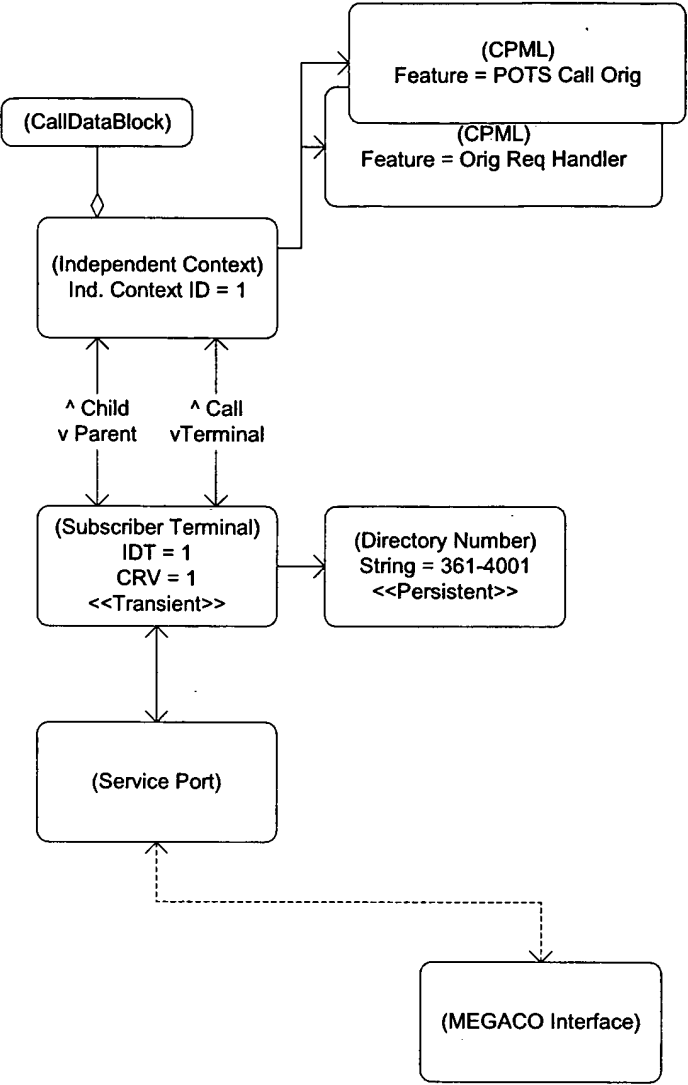 (CPML)
Feature = POTS Call Orig
(CallDataBlock)
(CPML)
Feature = Orig Req Handler
(Independent Context)
Ind. Context ID = 1
^ Child
v Parent
^ Call
vTerminal
(Subscriber Terminal)
IDT = 1
CRV = 1
<<Transient>>
(Directory Number)
String = 361-4001
<<Persistent>>
(Service Port)
(MEGACO Interface)